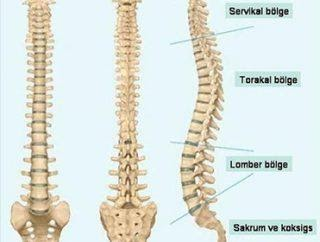 Servikal bölge
Torakal bölge
Lomber bölge
Sakrum ve koksigs